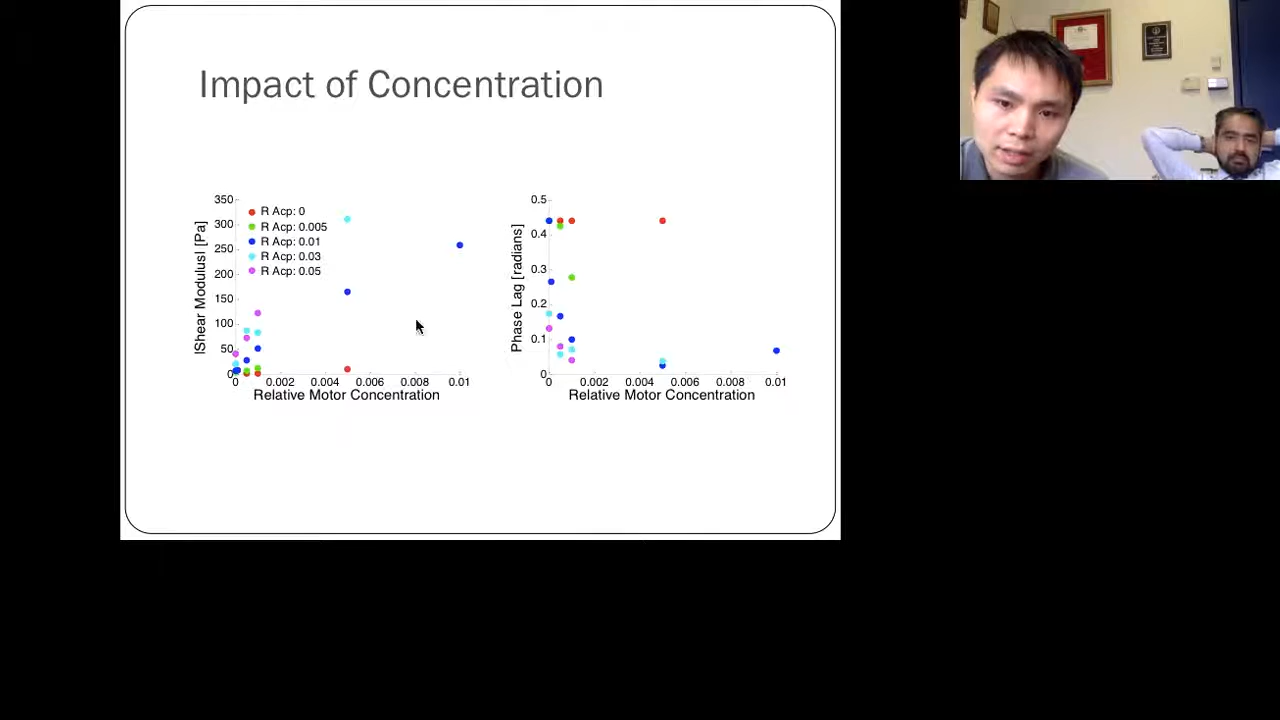 Impact of Concentration
350
300
250
200
150
100
50
0
|Shear Modulus| [Pa]
R Acp: 0
R Acp: 0.005
R Acp: 0.01
R Acp: 0.03
R Acp: 0.05
0 0.002 0.004 0.006 0.008 0.01
Relative Motor Concentration
0.5
0.4
0.3
0.2
0.1
0
Phase Lag [radians]
0 0.002 0.004 0.006 0.008 0.01
Relative Motor Concentration